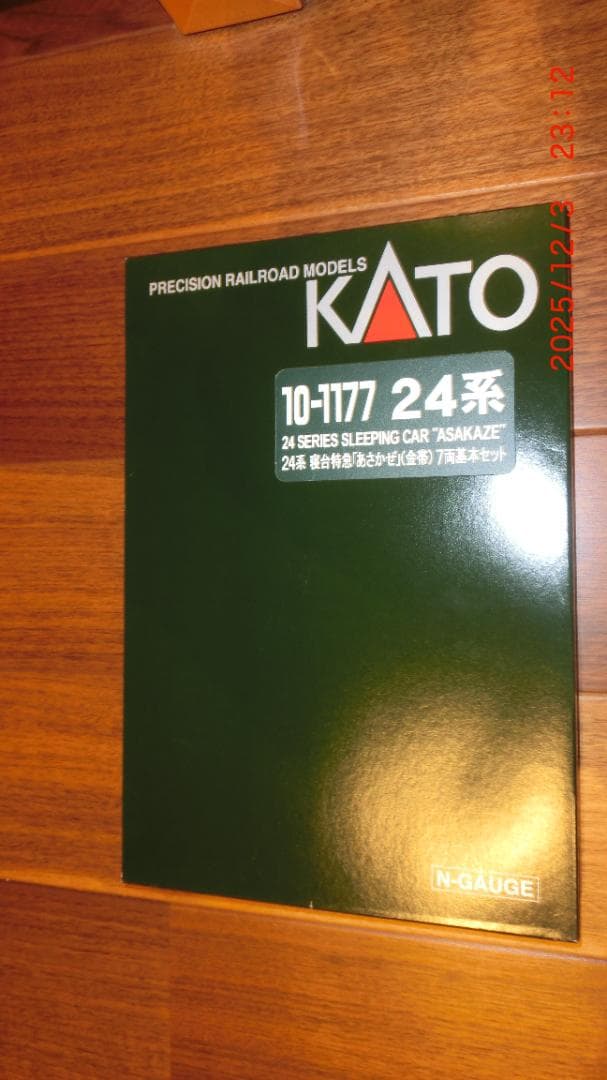 PRECISION RAILROAD MODELS
KATO
10-1177 24系
24 SERIES SLEEPING CAR "ASAKAZE"
24系 寝台特急「あさかぜ」(金帯) 7両基本セット
N-GAUGE
2025/12/3 23:12